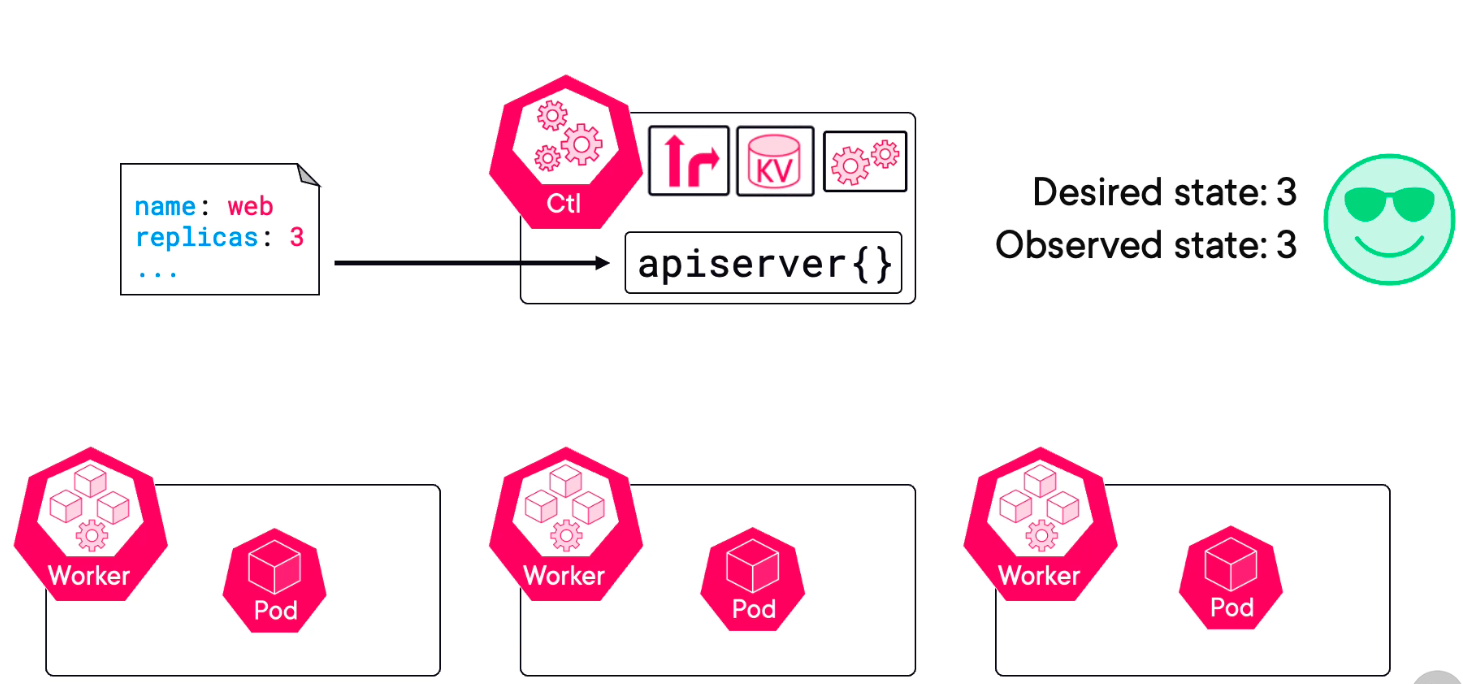 name: web
replicas: 3
...
Ctl
KV
apiserver{}
Desired state: 3
Observed state: 3
Worker
Pod
Worker
Pod
Worker
Pod